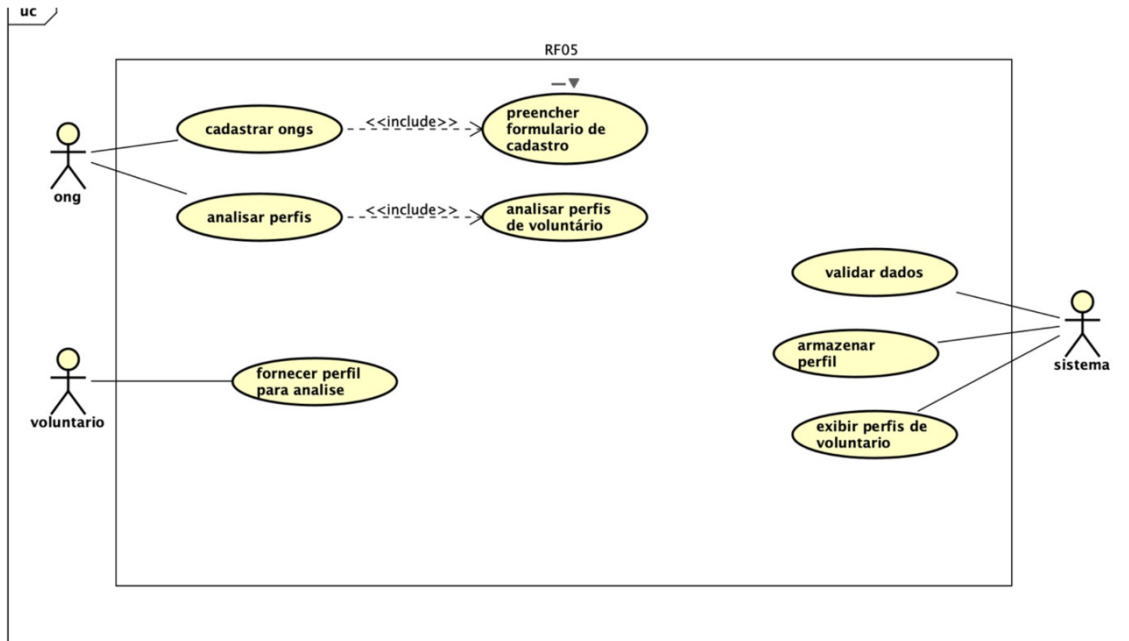 uc
RF05
cadastrar ongs
<<include>>
preencher
formulario de
cadastro
ong
analisar perfis
<<include>>
analisar perfis
de voluntário
validar dados
armazenar
perfil
sistema
fornecer perfil
para analise
voluntario
exibir perfis de
voluntario